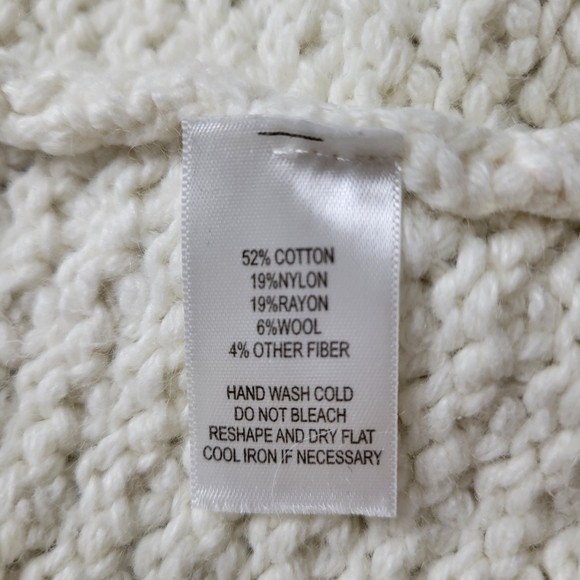 52% COTTON
19%NYLON
19%RAYON
6%WOOL
4% OTHER FIBER
HAND WASH COLD
DO NOT BLEACH
RESHAPE AND DRY FLAT
COOL IRON IF NECESSARY